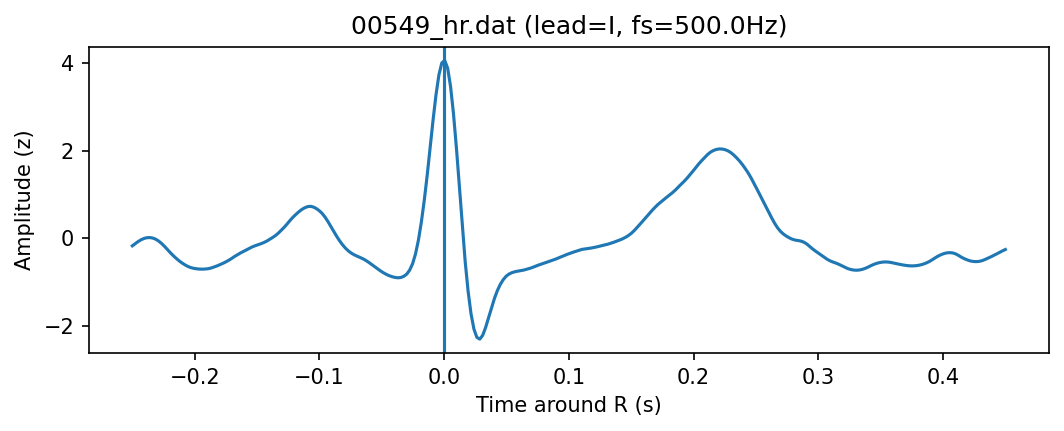 00549_hr.dat (lead=I, fs=500.0Hz)
Amplitude (z)
4
2
0
−2
−0.2 −0.1 0.0 0.1 0.2 0.3 0.4
Time around R (s)